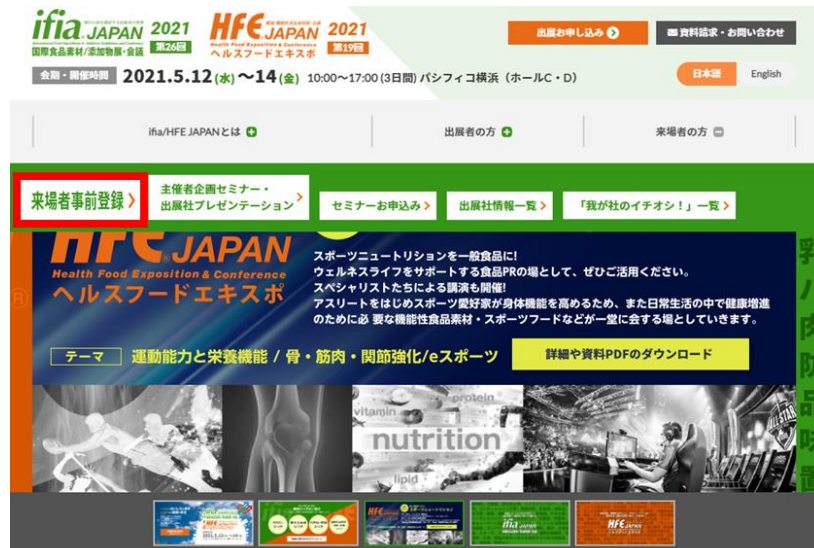 ifia JAPAN 2021
第26回
国際食品素材/添加物展・会議
HFE JAPAN 2021
Health Food Exposition & Conference
第19回
ヘルスフードエキスポ
出展お申し込み
資料請求・お問い合わせ
会期・開催時間 2021.5.12(水)〜14(金) 10:00〜17:00 (3日間) パシフィコ横浜（ホールC・D）
日本語 English
ifia/HFE JAPANとは
出展者の方
来場者の方
来場者事前登録
主催者企画セミナー・
出展社プレゼンテーション
セミナーお申込み
出展社情報一覧
「我が社のイチオシ！」一覧
HFE JAPAN
Health Food Exposition & Conference
ヘルスフードエキスポ
スポーツニュートリションを一般食品に!
ウェルネスライフをサポートする食品PRの場として、ぜひご活用ください。
スペシャリストたちによる講演も開催!
アスリートをはじめスポーツ愛好家が身体機能を高めるため、また日常生活の中で健康増進
のために必 要な機能性食品素材・スポーツフードなどが一堂に会する場としていきます。
テーマ 運動能力と栄養機能 / 骨・筋肉・関節強化/eスポーツ
詳細や資料PDFのダウンロード
protein
vitamin
nutrition
lipid
ALL STAR
ifia JAPAN
HFE JAPAN